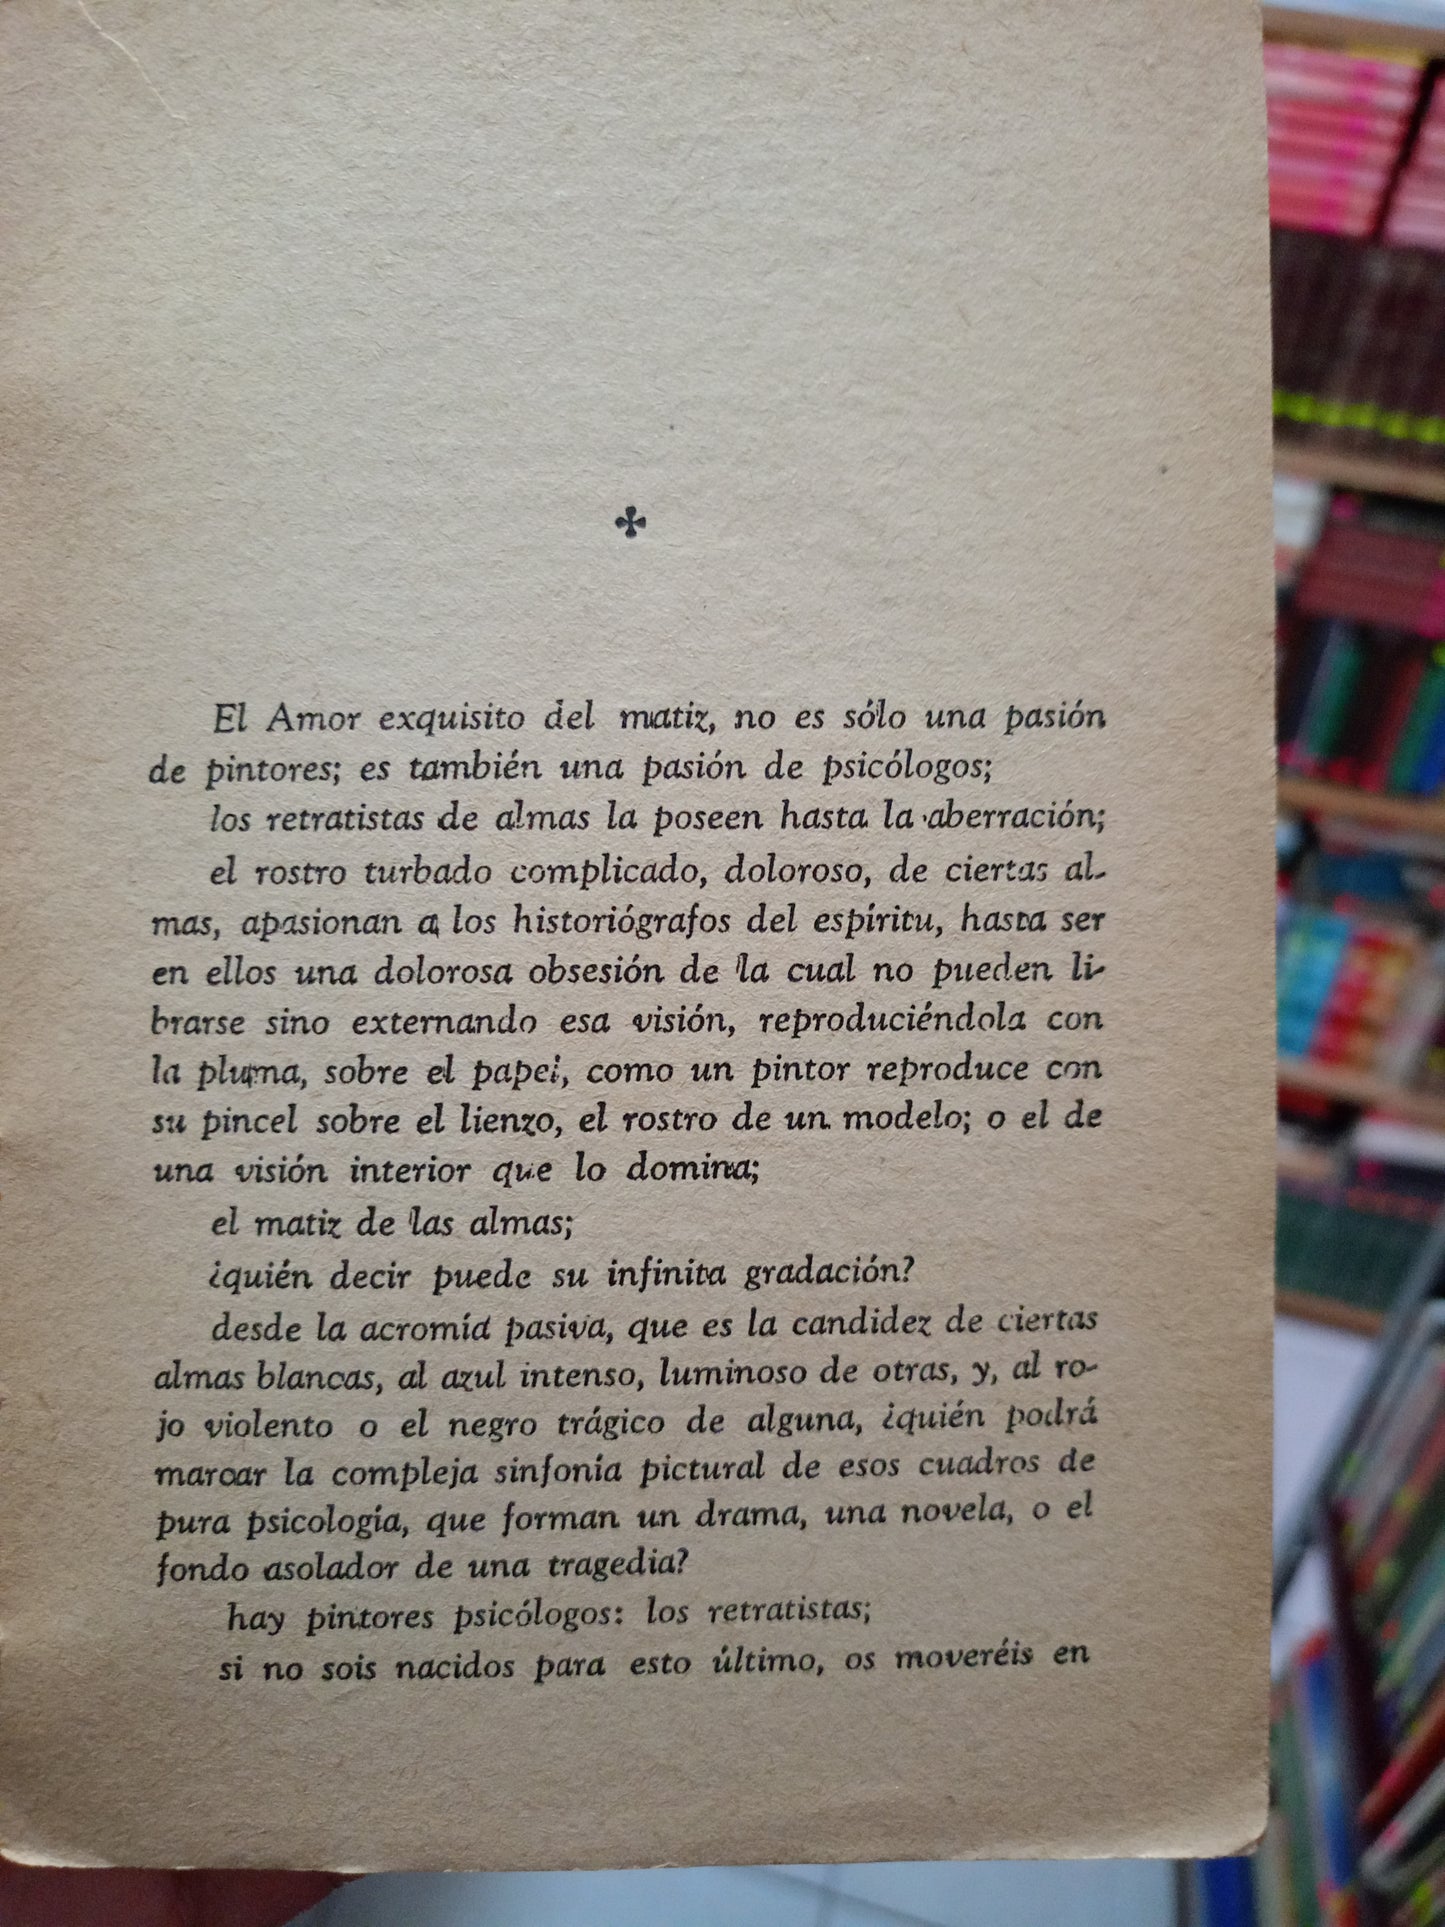 El Amor exquisito del matiz, no es sólo una pasión
de pintores; es también una pasión de psicólogos;
los retratistas de almas la poseen hasta la aberración;
el rostro turbado complicado, doloroso, de ciertas al-
mas, apasionan a los historiógrafos del espíritu, hasta ser
en ellos una dolorosa obsesión de la cual no pueden li-
brarse sino externando esa visión, reproduciéndola con
la pluma, sobre el papel, como un pintor reproduce con
su pincel sobre el lienzo, el rostro de un modelo; o el de
una visión interior que lo domina;
el matiz de las almas;
¿quién decir puede su infinita gradación?
desde la acromía pasiva, que es la candidez de ciertas
almas blancas, al azul intenso, luminoso de otras, y, al ro-
jo violento o el negro trágico de alguna, ¿quién podrá
marcar la compleja sinfonía pictural de esos cuadros de
pura psicología, que forman un drama, una novela, o el
fondo asolador de una tragedia?
hay pintores psicólogos: los retratistas;
si no sois nacidos para esto último, os moveréis en